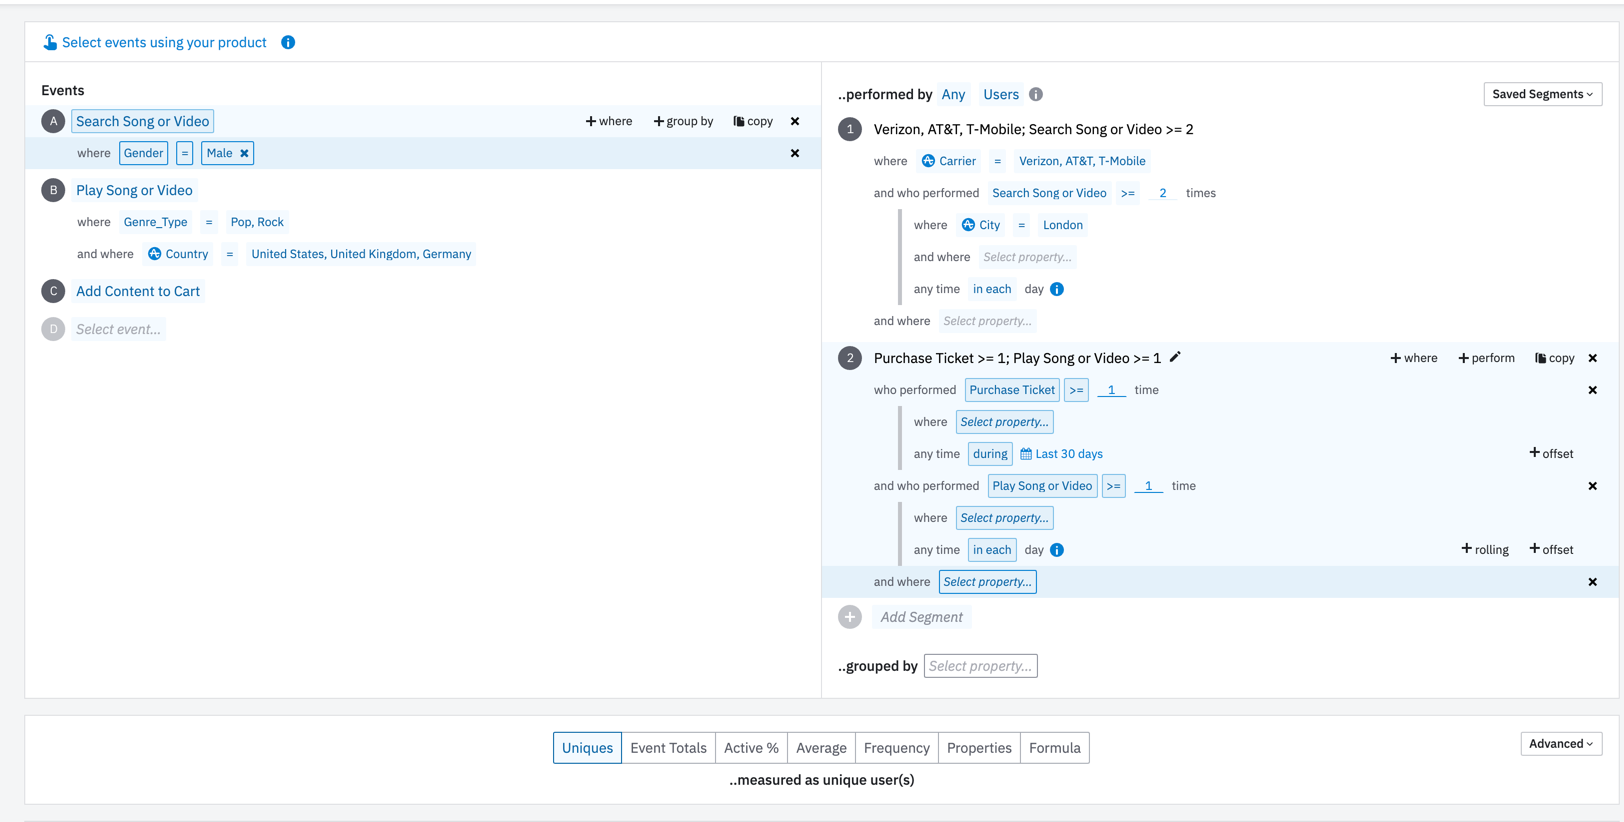 Select events using your product
Events
A Search Song or Video + where + group by copy
where Gender = Male
B Play Song or Video
where Genre_Type = Pop, Rock
and where Country = United States, United Kingdom, Germany
C Add Content to Cart
D Select event...
..performed by Any Users Saved Segments
1 Verizon, AT&T, T-Mobile; Search Song or Video >= 2
where Carrier = Verizon, AT&T, T-Mobile
and who performed Search Song or Video >= 2 times
where City = London
and where Select property...
any time in each day
and where Select property...
2 Purchase Ticket >= 1; Play Song or Video >= 1 + where + perform copy
who performed Purchase Ticket >= 1 time
where Select property...
any time during Last 30 days + offset
and who performed Play Song or Video >= 1 time
where Select property...
any time in each day + rolling + offset
and where Select property...
+ Add Segment
..grouped by Select property...
Uniques Event Totals Active % Average Frequency Properties Formula Advanced
..measured as unique user(s)